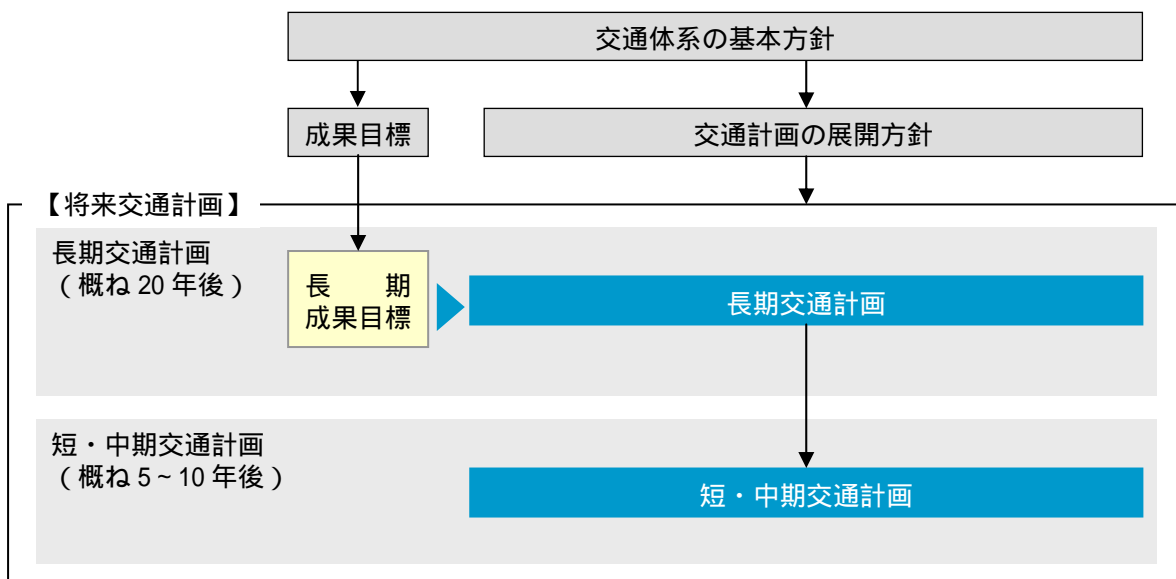 交通体系の基本方針
成果目標
交通計画の展開方針
【将来交通計画】
長期交通計画
（概ね 20 年後）
長　　期
成果目標
長期交通計画
短・中期交通計画
（概ね 5~10 年後）
短・中期交通計画